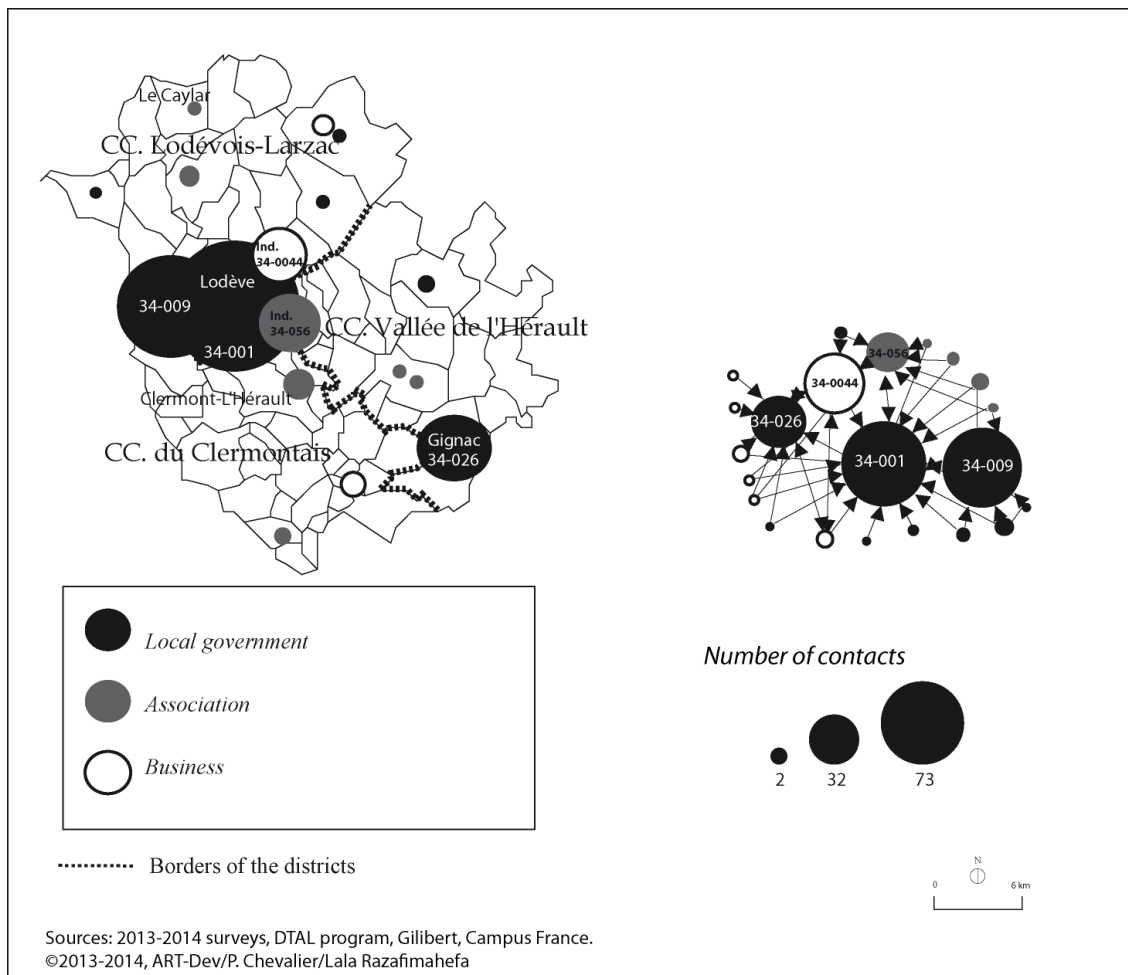 Le Caylar
CC. Lodévois-Larzac
Ind.
34-0044
Lodève
34-009
Ind.
34-056
CC. Vallée de l'Hérault
34-001
Clermont-L'Hérault
CC. du Clermontais
Gignac
34-026
34-056
34-0044
34-026
34-001
34-009
Local government
Association
Business
Borders of the districts
Number of contacts
2
32
73
N
0
6 km
Sources: 2013-2014 surveys, DTAL program, Gilibert, Campus France.
©2013-2014, ART-Dev/P. Chevalier/Lala Razafimahefa